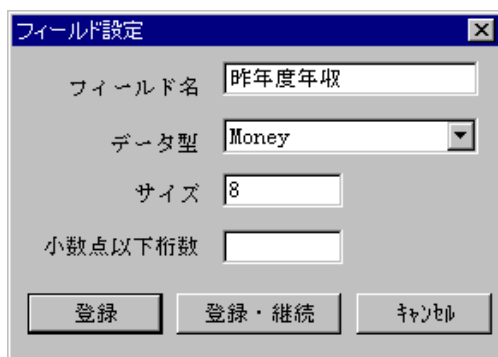 フィールド設定
フィールド名 昨年度年収
データ型 Money
サイズ 8
小数点以下桁数
登録 登録・継続 ｷｬﾝｾﾙ